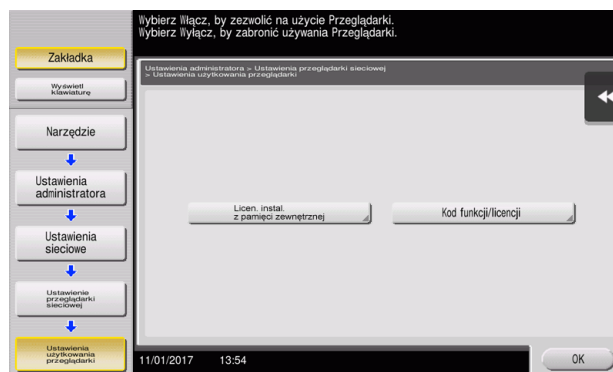 Wybierz Włącz, by zezwolić na użycie Przeglądarki.
Wybierz Wyłącz, by zabronić używania Przeglądarki.
Zakładka
Wyświetl
klawiaturę
Ustawienia administratora > Ustawienia przeglądarki sieciowej
> Ustawienia użytkowania przeglądarki
Narzędzie
Ustawienia
administratora
Ustawienia
sieciowe
Ustawienie
przeglądarki
sieciowej
Ustawienia
użytkowania
przeglądarki
Licen. instal.
z pamięci zewnętrznej
Kod funkcji/licencji
11/01/2017 13:54
OK